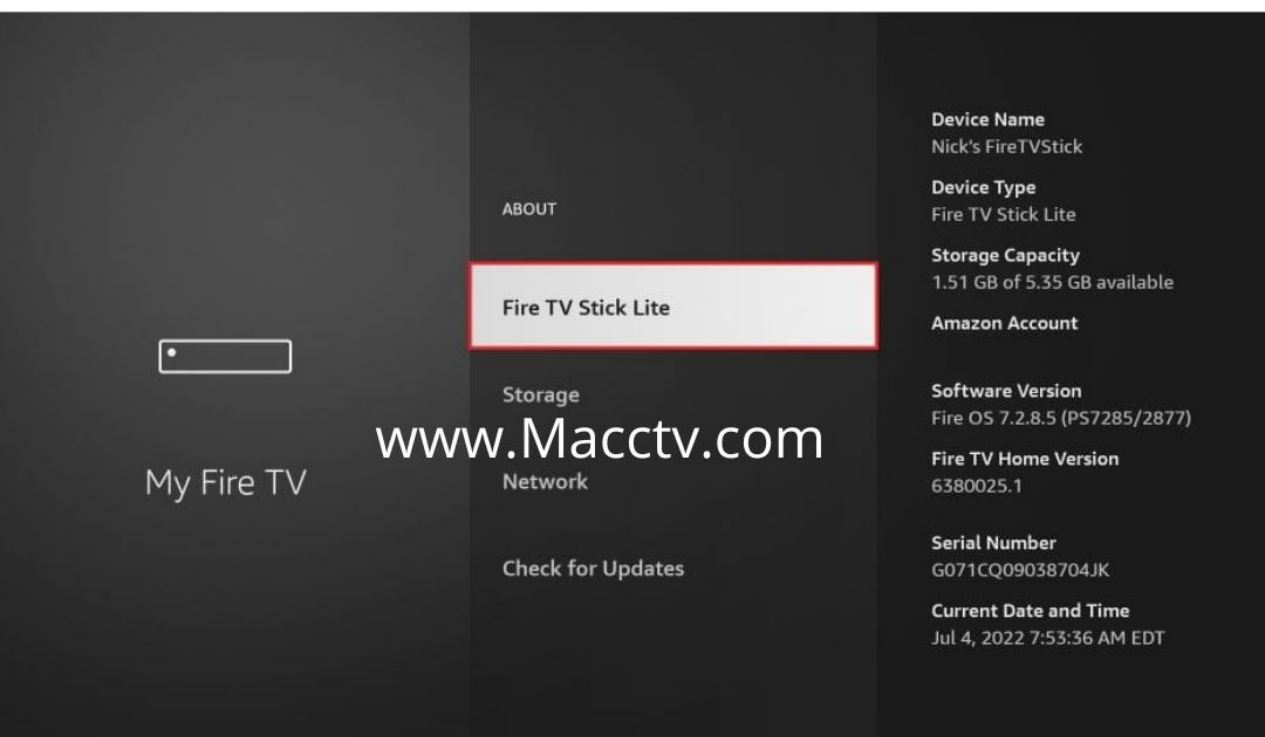 My Fire TV
ABOUT
Fire TV Stick Lite
Storage
www.Macctv.com
Network
Check for Updates
Device Name
Nick's FireTVStick
Device Type
Fire TV Stick Lite
Storage Capacity
1.51 GB of 5.35 GB available
Amazon Account
Software Version
Fire OS 7.2.8.5 (PS7285/2877)
Fire TV Home Version
6380025.1
Serial Number
G071CQ09038704JK
Current Date and Time
Jul 4, 2022 7:53:36 AM EDT